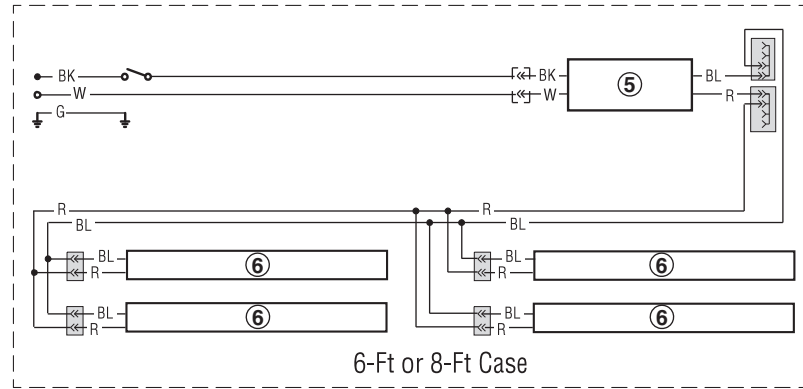 BK BK 5 BL
W W R
G
R R
BL BL
BL 6 BL 6
R R
BL 6 BL 6
R R
6-Ft or 8-Ft Case